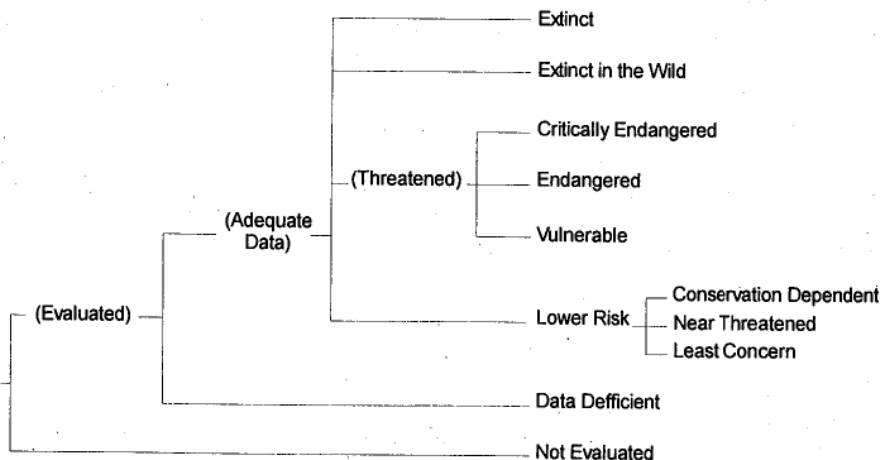 Extinct
Extinct in the Wild
Critically Endangered
(Threatened)
Endangered
(Adequate
Data)
Vulnerable
Conservation Dependent
(Evaluated)
Lower Risk
Near Threatened
Least Concern
Data Defficient
Not Evaluated